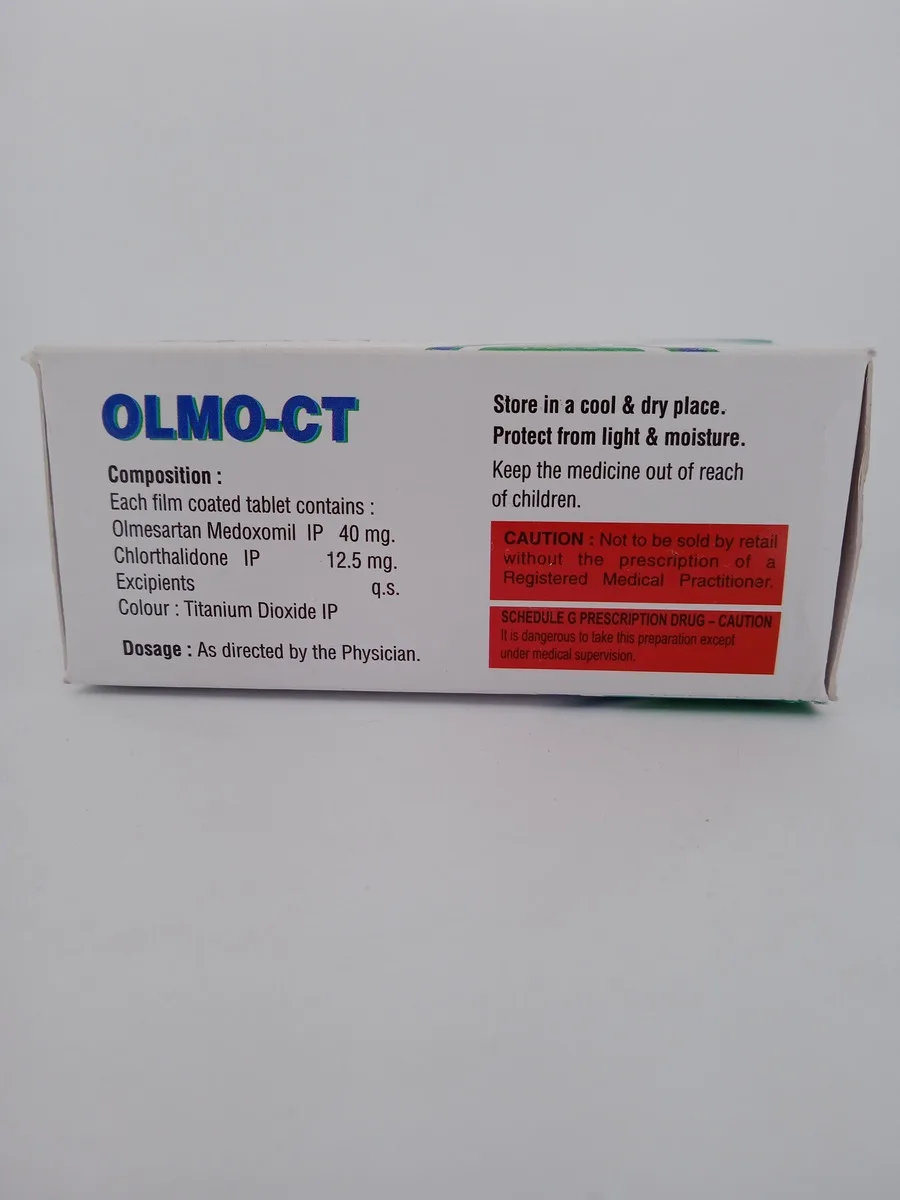 OLMO-CT
Composition :
Each film coated tablet contains :
Olmesartan Medoxomil IP 40 mg.
Chlorthalidone IP 12.5 mg.
Excipients q.s.
Colour : Titanium Dioxide IP
Dosage : As directed by the Physician.
Store in a cool & dry place.
Protect from light & moisture.
Keep the medicine out of reach
of children.
CAUTION : Not to be sold by retail
without the prescription of a
Registered Medical Practitioner.
SCHEDULE G PRESCRIPTION DRUG – CAUTION
It is dangerous to take this preparation except
under medical supervision.